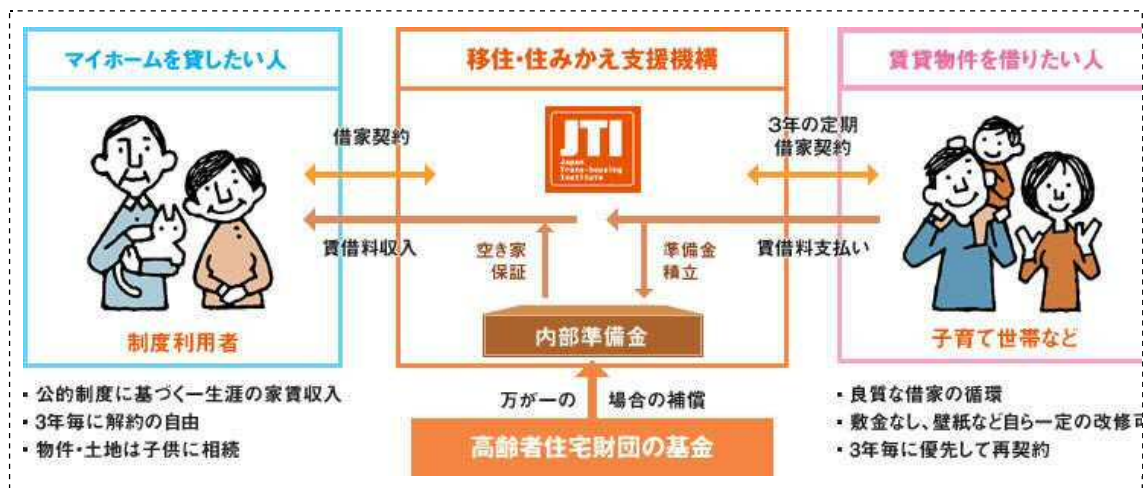 マイホームを貸したい人
移住・住みかえ支援機構
賃貸物件を借りたい人
借家契約
JTI
Japan
Trans-housing
Institute
3年の定期
借家契約
賃借料収入
空き家
保証
準備金
積立
賃借料支払い
制度利用者
内部準備金
子育て世帯など
・公的制度に基づく一生涯の家賃収入
・3年毎に解約の自由
・物件・土地は子供に相続
万が一の 場合の補償
高齢者住宅財団の基金
・良質な借家の循環
・敷金なし、壁紙など自ら一定の改修可
・3年毎に優先して再契約